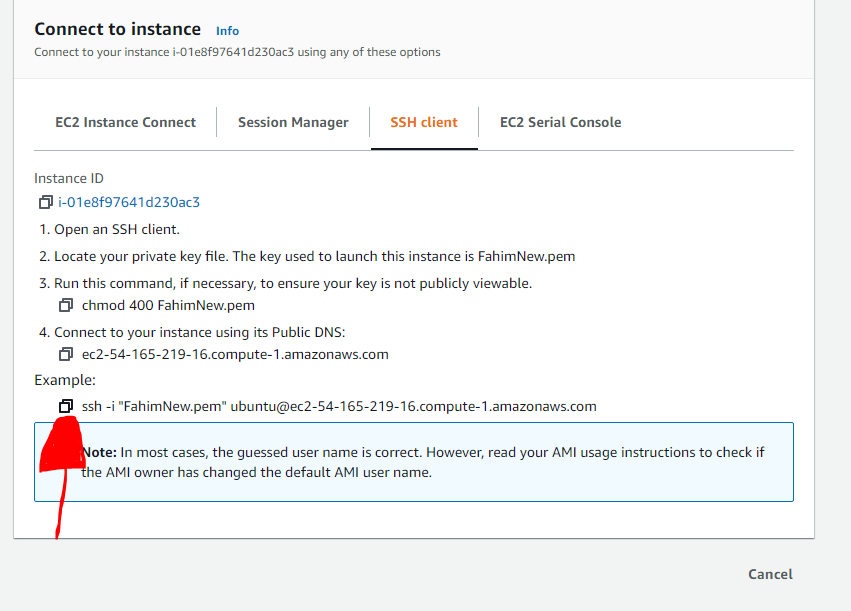 Connect to instance Info
Connect to your instance i-01e8f97641d230ac3 using any of these options
EC2 Instance Connect
Session Manager
SSH client
EC2 Serial Console
Instance ID
i-01e8f97641d230ac3
1. Open an SSH client.
2. Locate your private key file. The key used to launch this instance is FahimNew.pem
3. Run this command, if necessary, to ensure your key is not publicly viewable.
chmod 400 FahimNew.pem
4. Connect to your instance using its Public DNS:
ec2-54-165-219-16.compute-1.amazonaws.com
Example:
ssh -i "FahimNew.pem" ubuntu@ec2-54-165-219-16.compute-1.amazonaws.com
Note: In most cases, the guessed user name is correct. However, read your AMI usage instructions to check if
the AMI owner has changed the default AMI user name.
Cancel